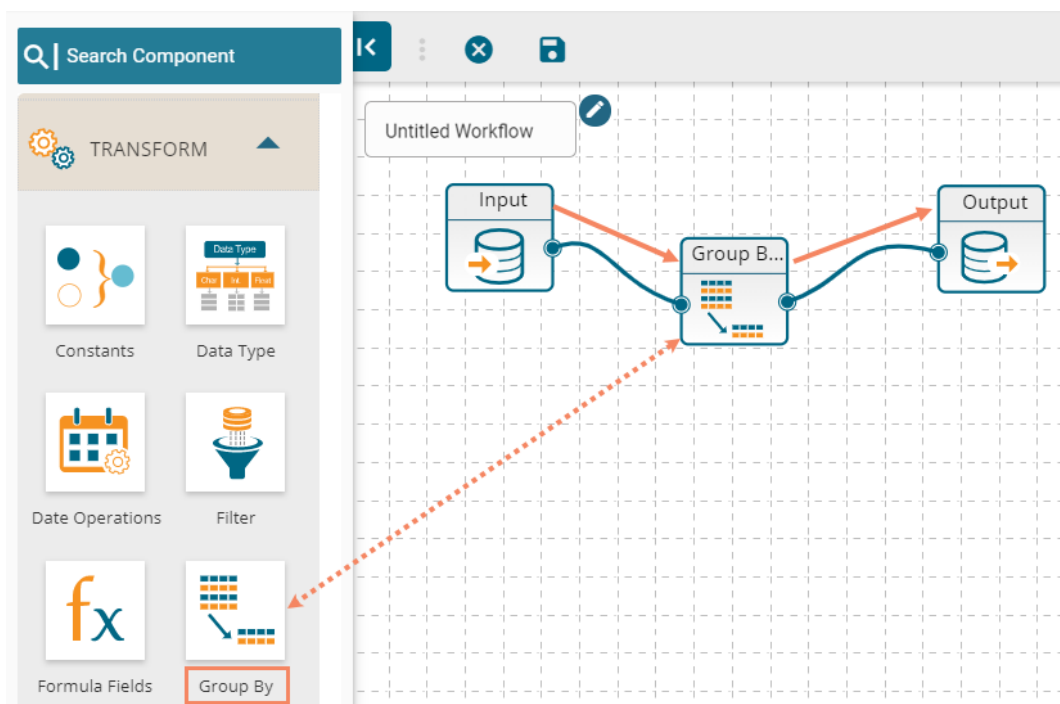 Search Component
Untitled Workflow
TRANSFORM
Input
Output
Group B...
Data Type
Char Int Float
Constants
Data Type
Date Operations
Filter
fx
Formula Fields
Group By